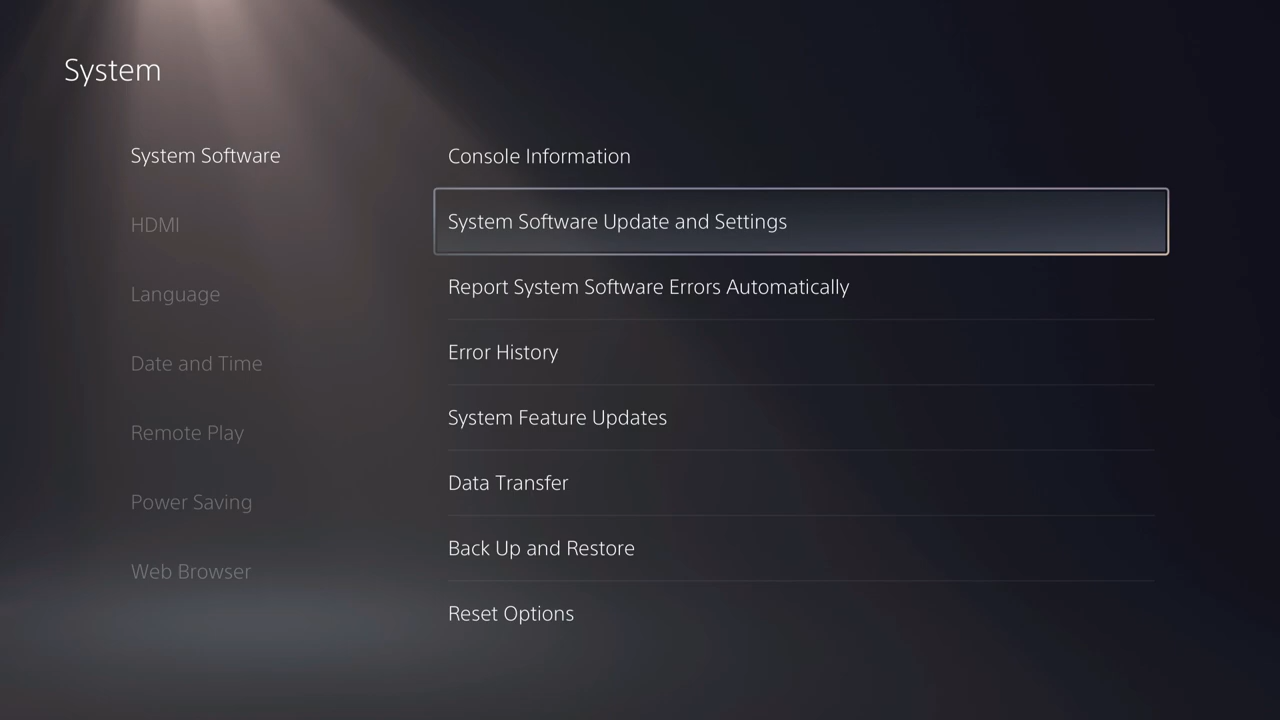 System
System Software
HDMI
Language
Date and Time
Remote Play
Power Saving
Web Browser
Console Information
System Software Update and Settings
Report System Software Errors Automatically
Error History
System Feature Updates
Data Transfer
Back Up and Restore
Reset Options